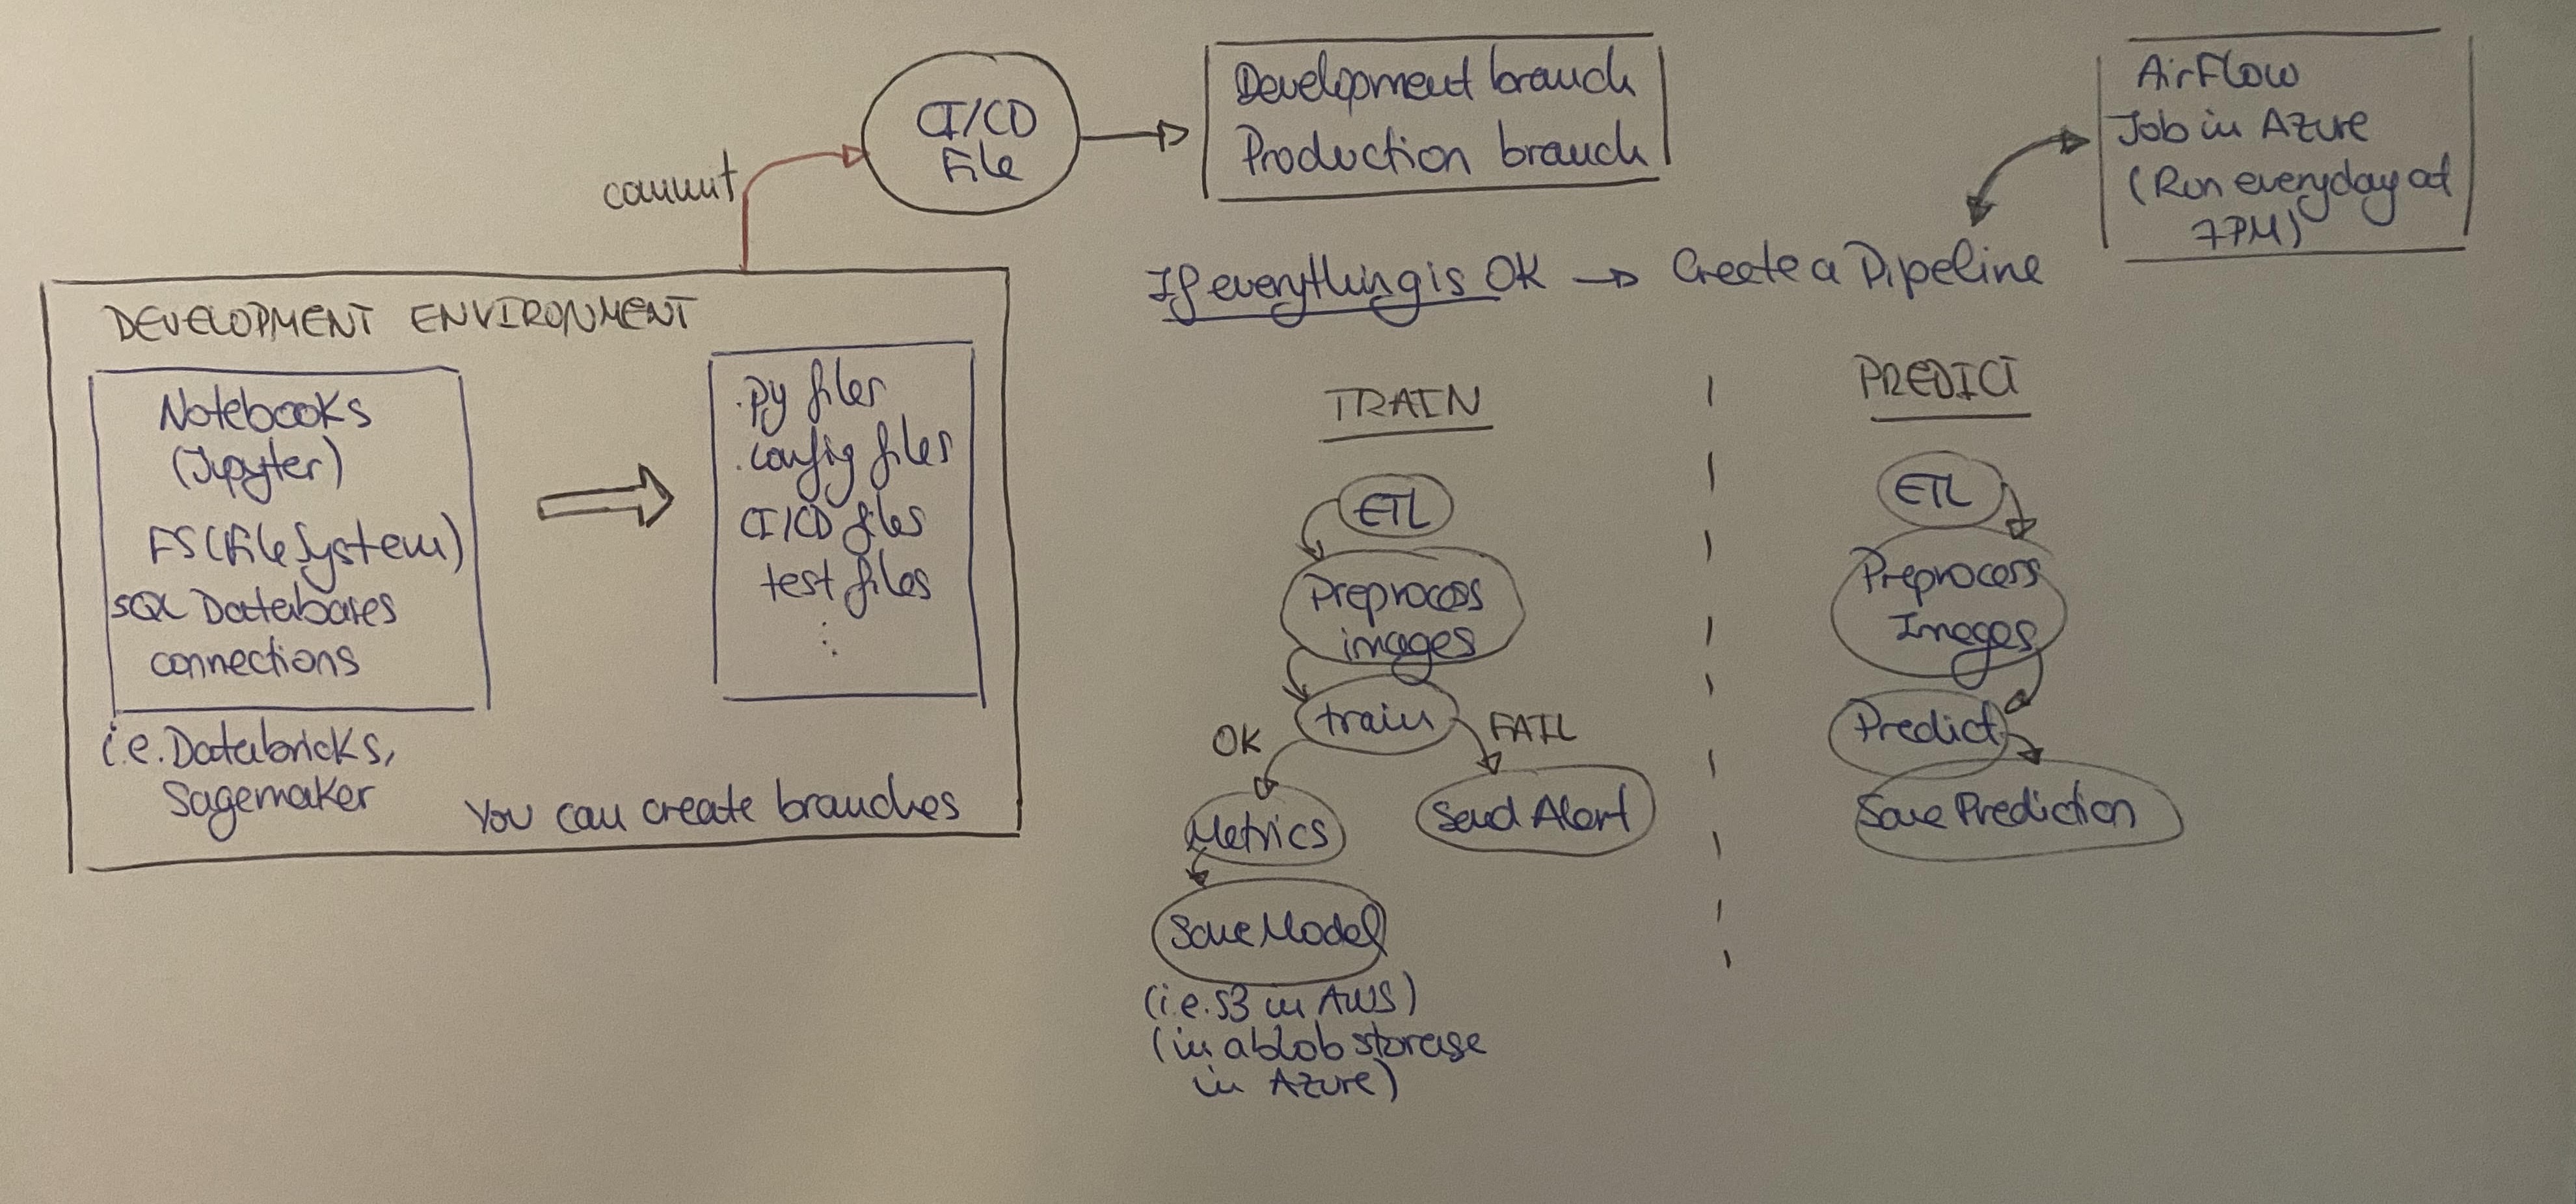 commit
CI/CD
File
Development branch
Production branch
AirFlow
Job in Azure
(Run everyday at
7PM)
If everything is OK → Create a Pipeline
DEVELOPMENT ENVIRONMENT
Notebooks
(Jupyter)
FS (File System)
SQL Databases
connections
i.e. Databricks,
Sagemaker
.py files
.config files
CI/CD files
test files
⋮
You can create branches
TRAIN
ETL
Preprocess
images
train
OK
FAIL
Metrics
Send Alert
Save Model
(i.e. S3 in AWS)
(in a blob storage
in Azure)
PREDICT
ETL
Preprocess
Images
Predict
Save Prediction